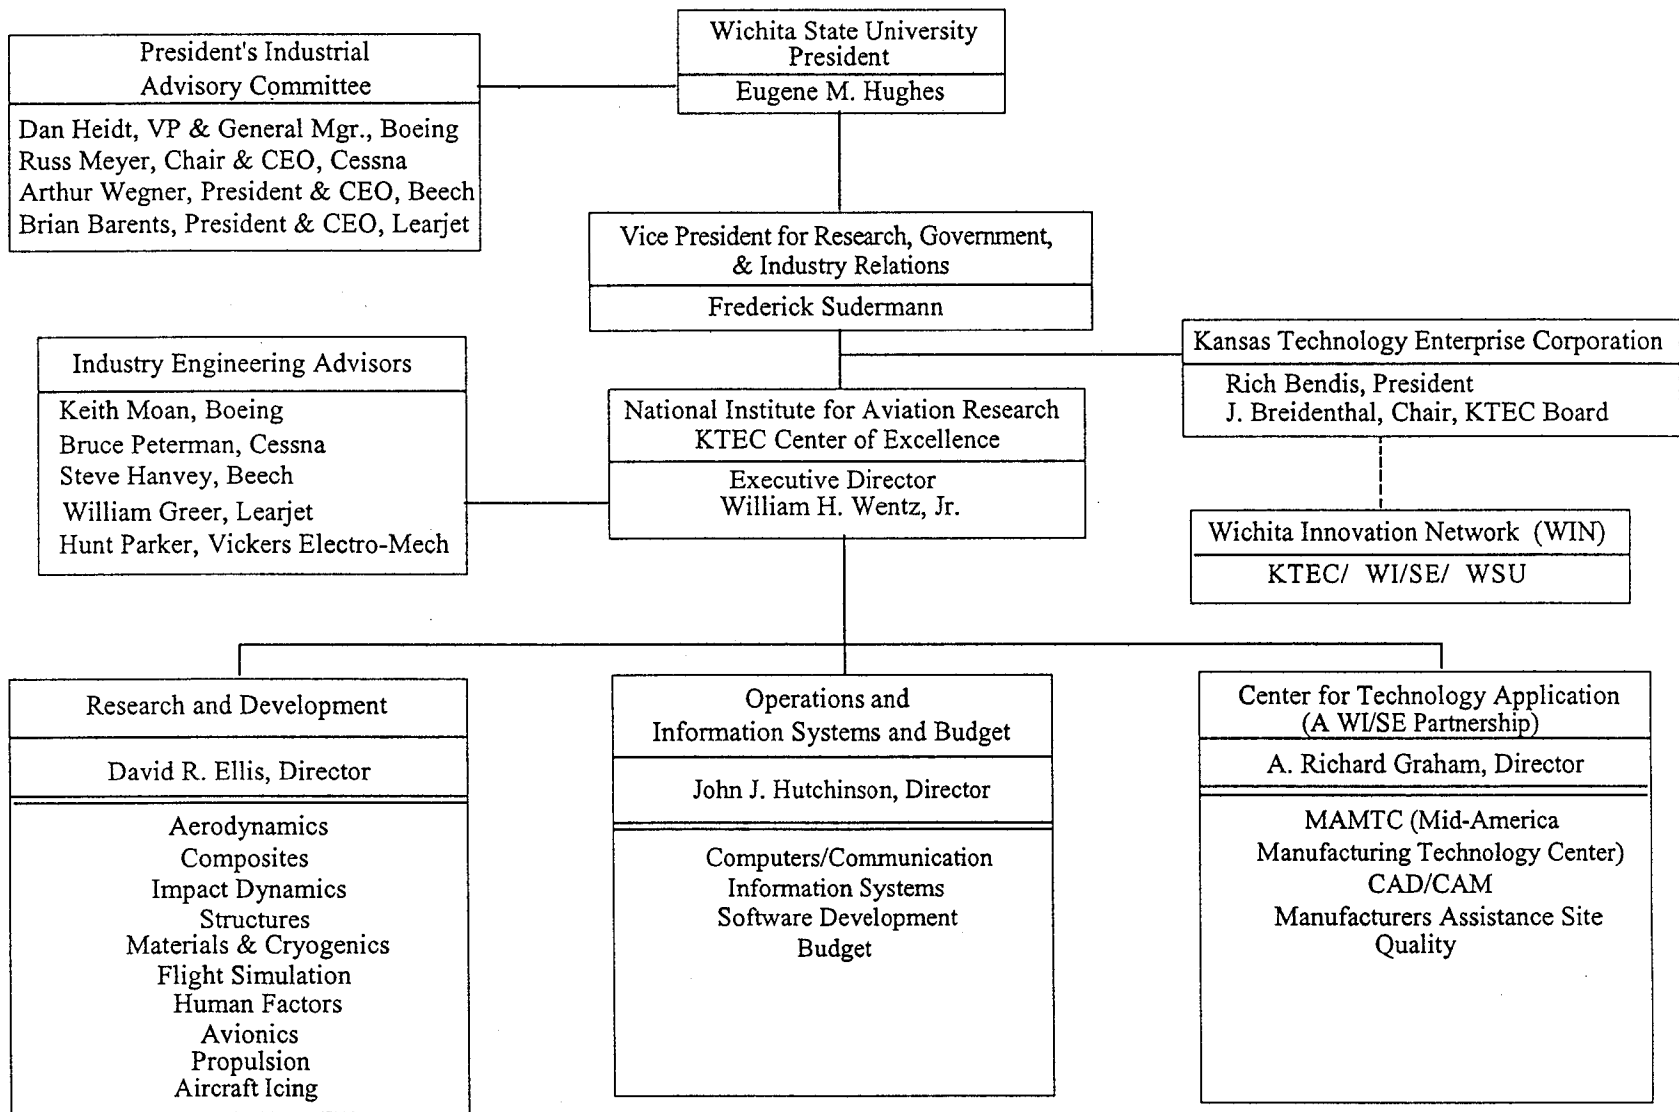 Wichita State University
President
Eugene M. Hughes
President's Industrial
Advisory Committee
Dan Heidt, VP & General Mgr., Boeing
Russ Meyer, Chair & CEO, Cessna
Arthur Wegner, President & CEO, Beech
Brian Barents, President & CEO, Learjet
Vice President for Research, Government,
& Industry Relations
Frederick Sudermann
Kansas Technology Enterprise Corporation
Rich Bendis, President
J. Breidenthal, Chair, KTEC Board
Industry Engineering Advisors
Keith Moan, Boeing
Bruce Peterman, Cessna
Steve Hanvey, Beech
William Greer, Learjet
Hunt Parker, Vickers Electro-Mech
National Institute for Aviation Research
KTEC Center of Excellence
Executive Director
William H. Wentz, Jr.
Wichita Innovation Network (WIN)
KTEC/ WI/SE/ WSU
Research and Development
David R. Ellis, Director
Aerodynamics
Composites
Impact Dynamics
Structures
Materials & Cryogenics
Flight Simulation
Human Factors
Avionics
Propulsion
Aircraft Icing
Operations and
Information Systems and Budget
John J. Hutchinson, Director
Computers/Communication
Information Systems
Software Development
Budget
Center for Technology Application
(A WI/SE Partnership)
A. Richard Graham, Director
MAMTC (Mid-America
Manufacturing Technology Center)
CAD/CAM
Manufacturers Assistance Site
Quality